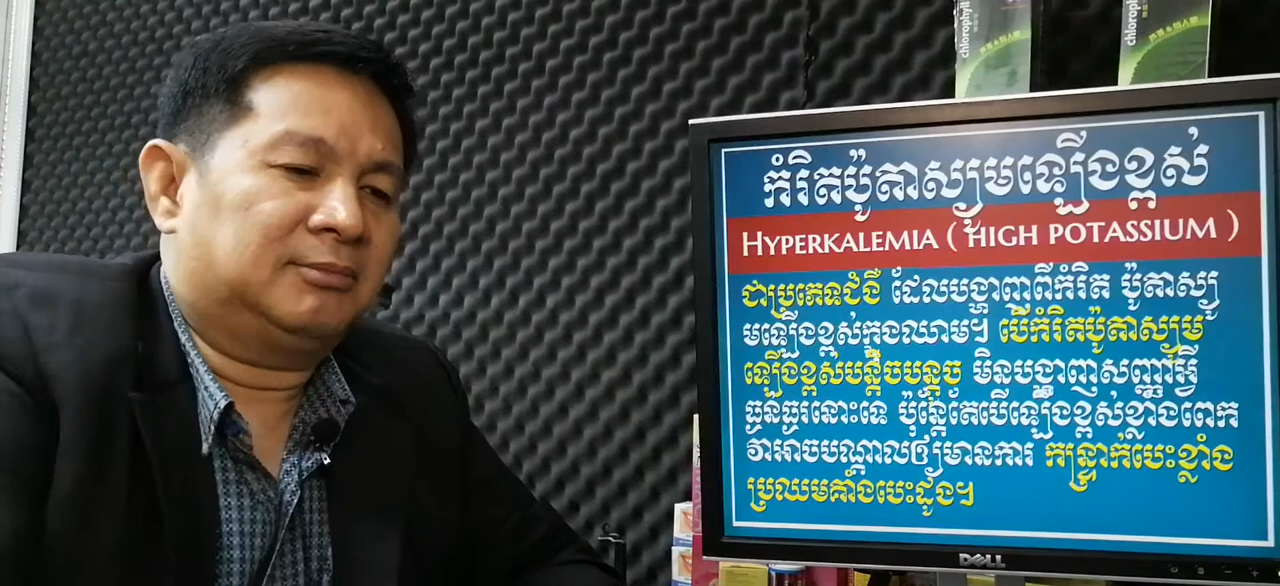 chlorophyll
chlorophyll
កំរិតប៉ូតាស្យូមឡើងខ្ពស់
HYPERKALEMIA ( HIGH POTASSIUM )
ជាប្រភេទជំងឺ ដែលបង្ហាញពីកំរិត ប៉ូតាស្យូ
មឡើងខ្ពស់ក្នុងឈាម។ បើកំរិតប៉ូតាស្យូម
ឡើងខ្ពស់បន្តិចបន្តួច មិនបង្ហាញសញ្ញាអ្វី
ធ្ងន់ធ្ងរនោះទេ ប៉ុន្តែតែបើឡើងខ្ពស់ខ្លាំងពេក
វាអាចបណ្តាលឲ្យមានការ កន្ត្រាក់បេះខ្លាំង
ប្រឈមគាំងបេះដូង។
DELL